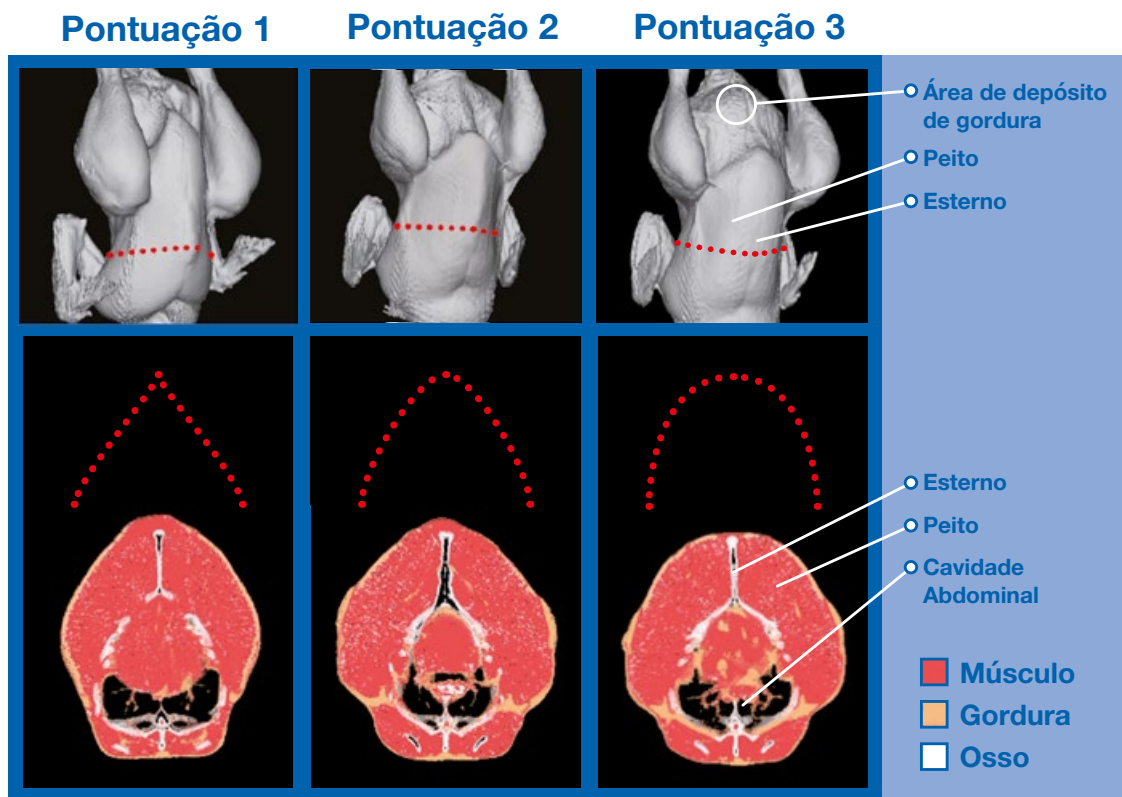 Pontuação 1
Pontuação 2
Pontuação 3
Área de depósito
de gordura
Peito
Esterno
Esterno
Peito
Cavidade
Abdominal
Músculo
Gordura
Osso